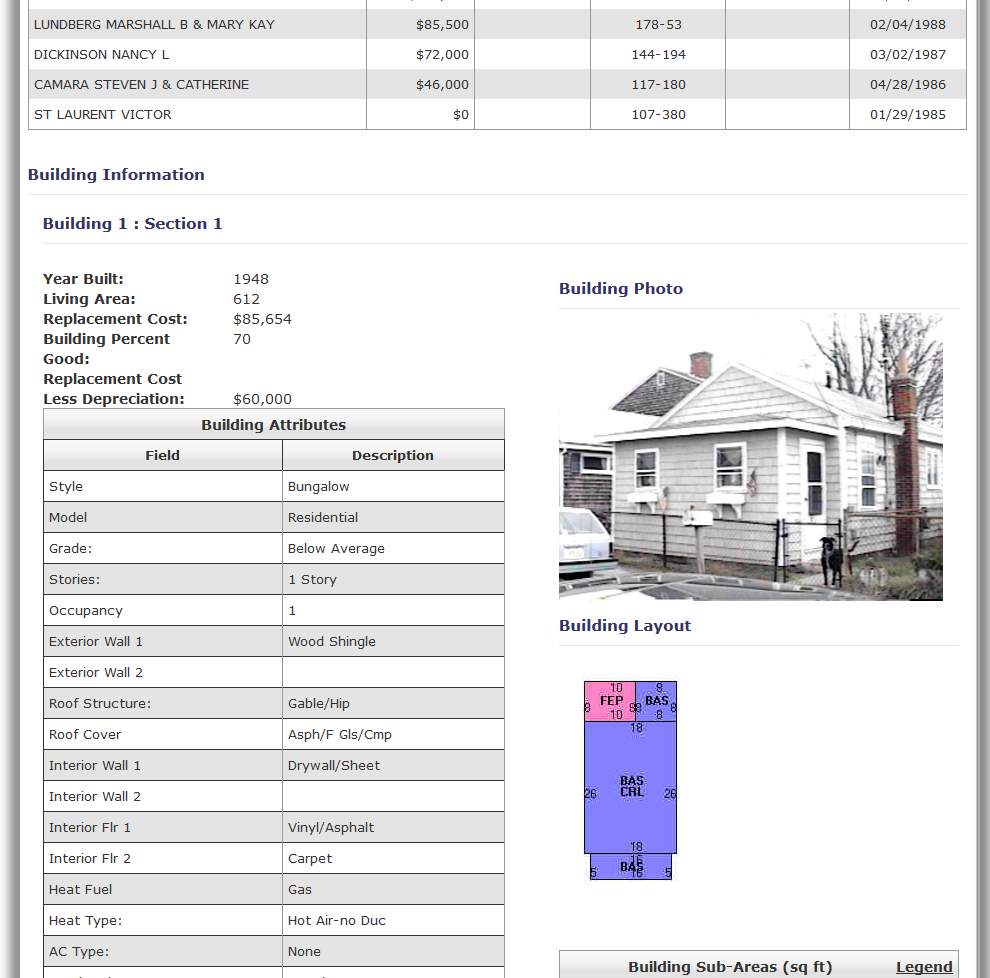 LUNDBERG MARSHALL B & MARY KAY $85,500 178-53 02/04/1988
DICKINSON NANCY L $72,000 144-194 03/02/1987
CAMARA STEVEN J & CATHERINE $46,000 117-180 04/28/1986
ST LAURENT VICTOR $0 107-380 01/29/1985
Building Information
Building 1 : Section 1
Year Built: 1948
Living Area: 612
Replacement Cost: $85,654
Building Percent 70
Good:
Replacement Cost
Less Depreciation: $60,000
Building Attributes
Field Description
Style Bungalow
Model Residential
Grade: Below Average
Stories: 1 Story
Occupancy 1
Exterior Wall 1 Wood Shingle
Exterior Wall 2
Roof Structure: Gable/Hip
Roof Cover Asph/F Gls/Cmp
Interior Wall 1 Drywall/Sheet
Interior Wall 2
Interior Flr 1 Vinyl/Asphalt
Interior Flr 2 Carpet
Heat Fuel Gas
Heat Type: Hot Air-no Duc
AC Type: None
Building Photo
Building Layout
10 8
FEP BAS
8 8 8 8
10 8
18
BAS
CRL
26 26
18
16
BAS
5 16 5
Building Sub-Areas (sq ft) Legend